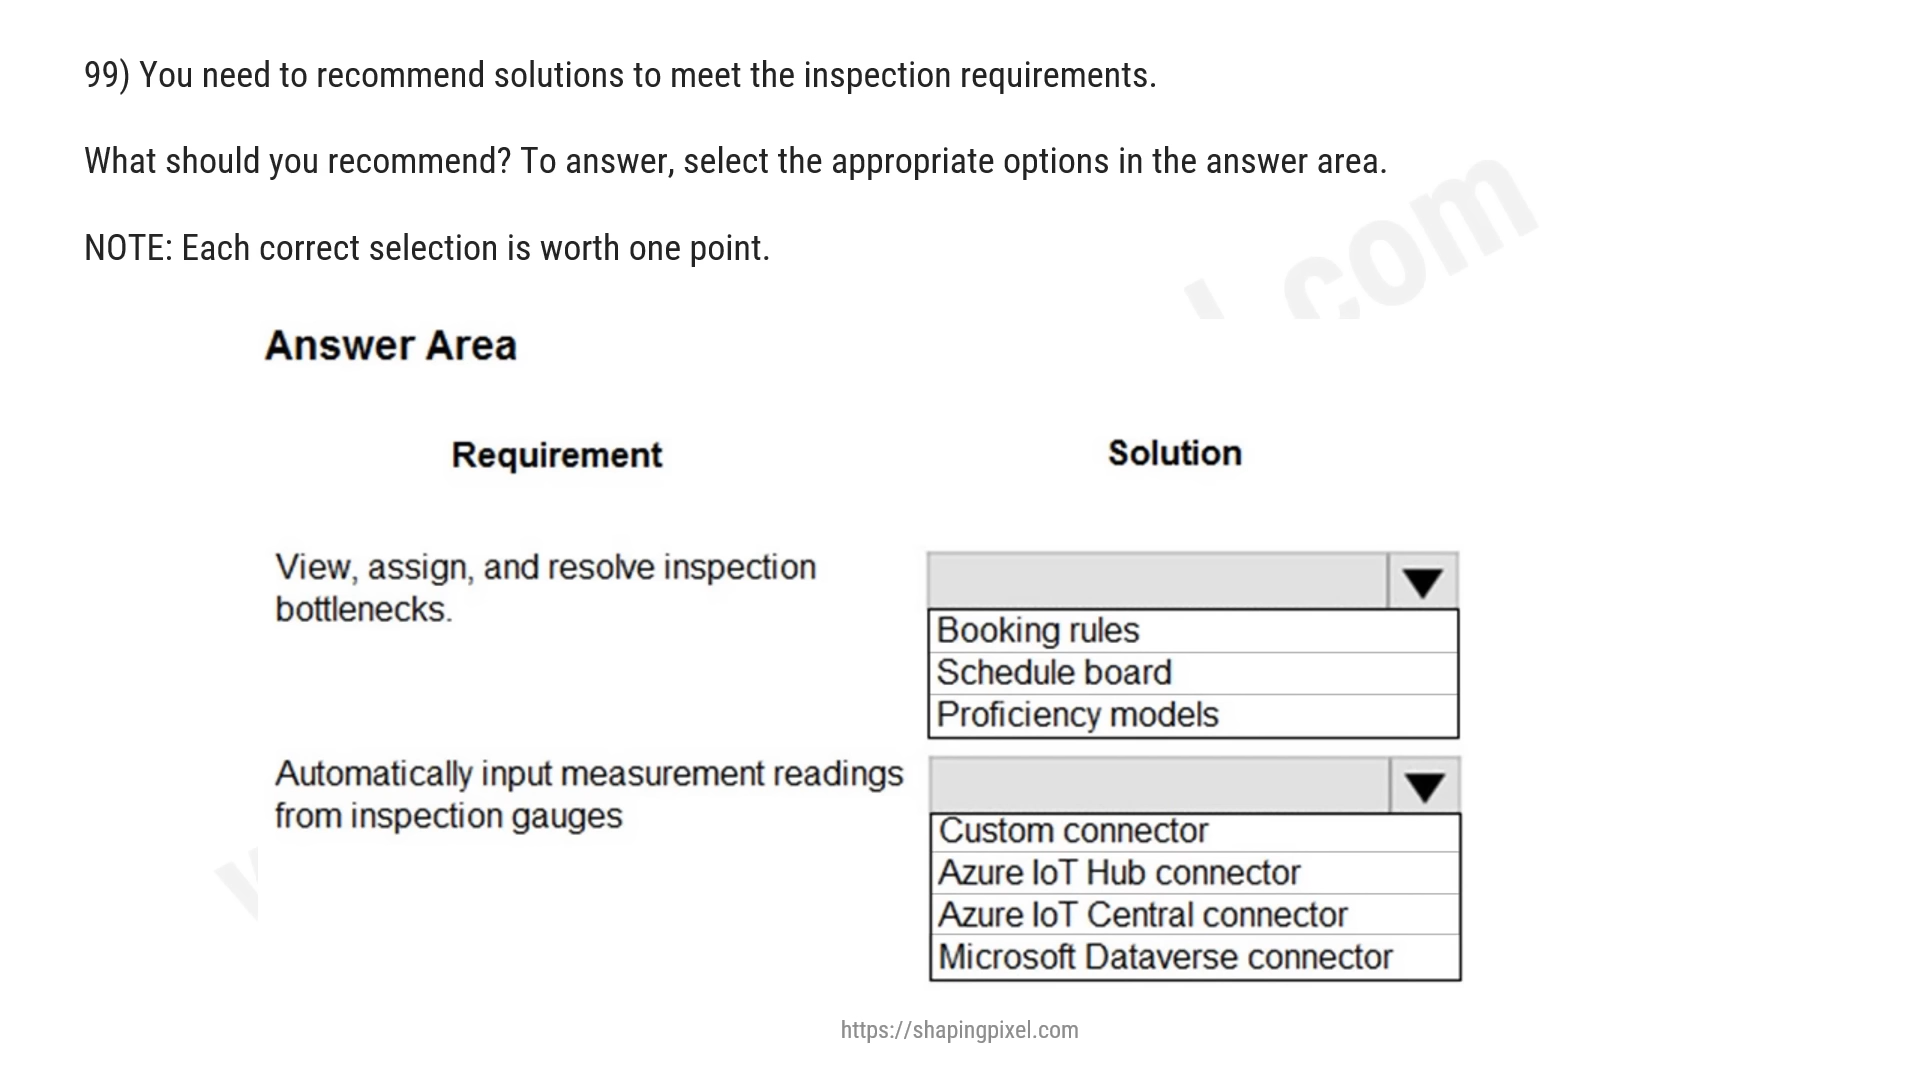 99) You need to recommend solutions to meet the inspection requirements.
What should you recommend? To answer, select the appropriate options in the answer area.
NOTE: Each correct selection is worth one point.
l.com
Answer Area
Requirement
Solution
View, assign, and resolve inspection
bottlenecks.
Booking rules
Schedule board
Proficiency models
Automatically input measurement readings
from inspection gauges
Custom connector
Azure IoT Hub connector
Azure IoT Central connector
Microsoft Dataverse connector
https://shapingpixel.com